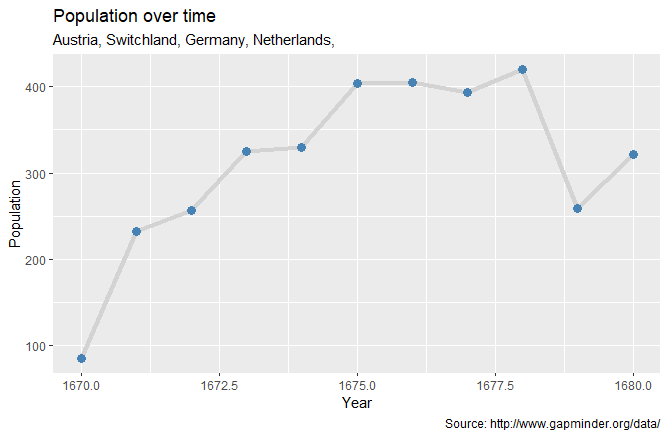 Population over time
Austria, Switchland, Germany, Netherlands,
400
300
200
100
Population
1670.0 1672.5 1675.0 1677.5 1680.0
Year
Source: http://www.gapminder.org/data/